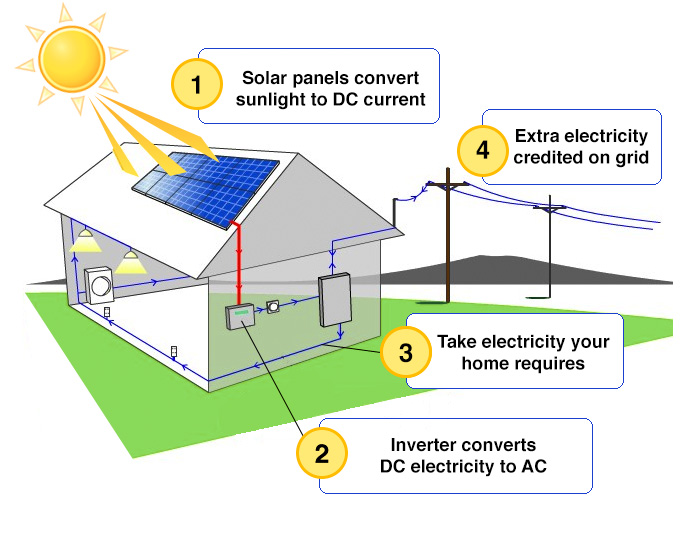 1
Solar panels convert
sunlight to DC current
4
Extra electricity
credited on grid
3
Take electricity your
home requires
2
Inverter converts
DC electricity to AC